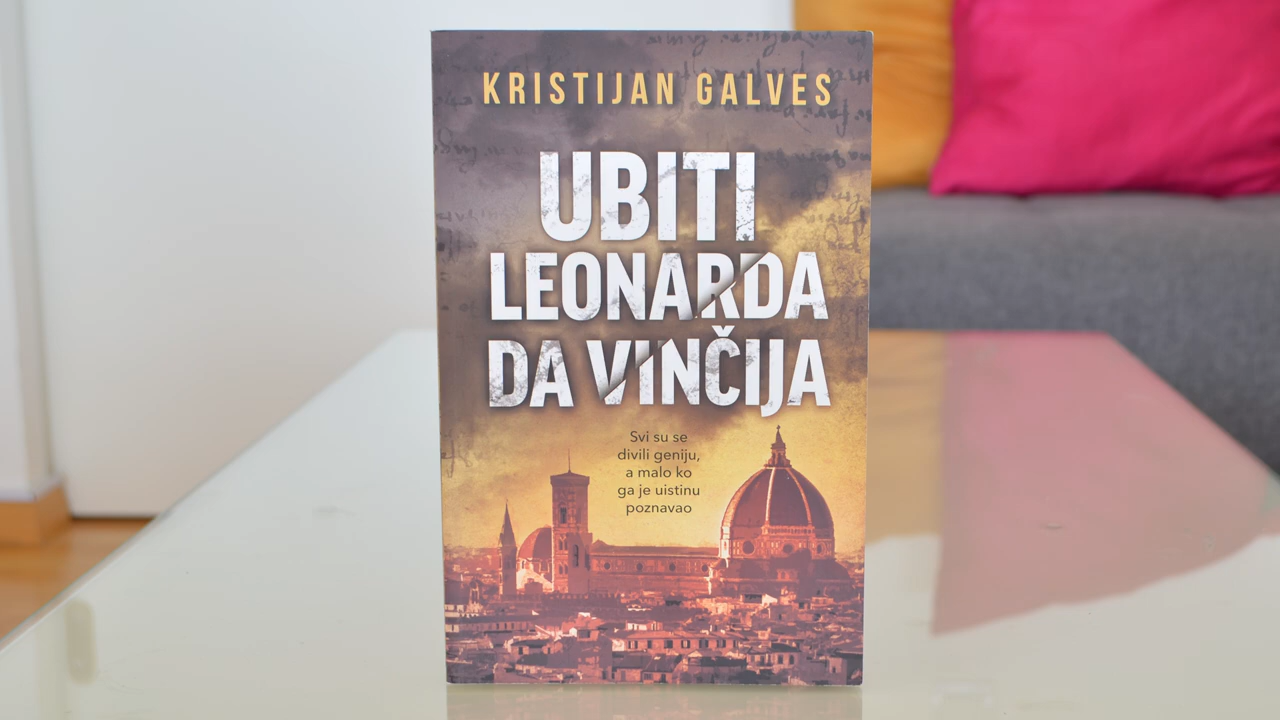 KRISTIJAN GALVES
UBITI
LEONARDA
DA VINČIJA
Svi su se
divili geniju,
a malo ko
ga je uistinu
poznavao